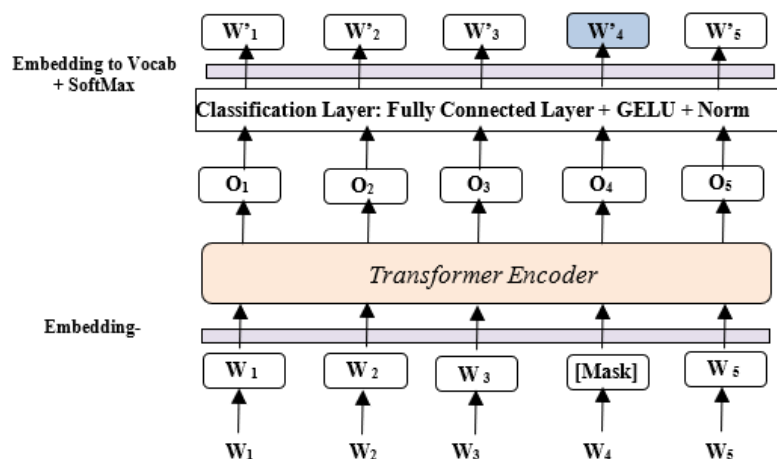 W'1 W'2 W'3 W'4 W'5
Embedding to Vocab
+ SoftMax
Classification Layer: Fully Connected Layer + GELU + Norm
O1 O2 O3 O4 O5
Transformer Encoder
Embedding-
W1 W2 W3 [Mask] W5
W1 W2 W3 W4 W5